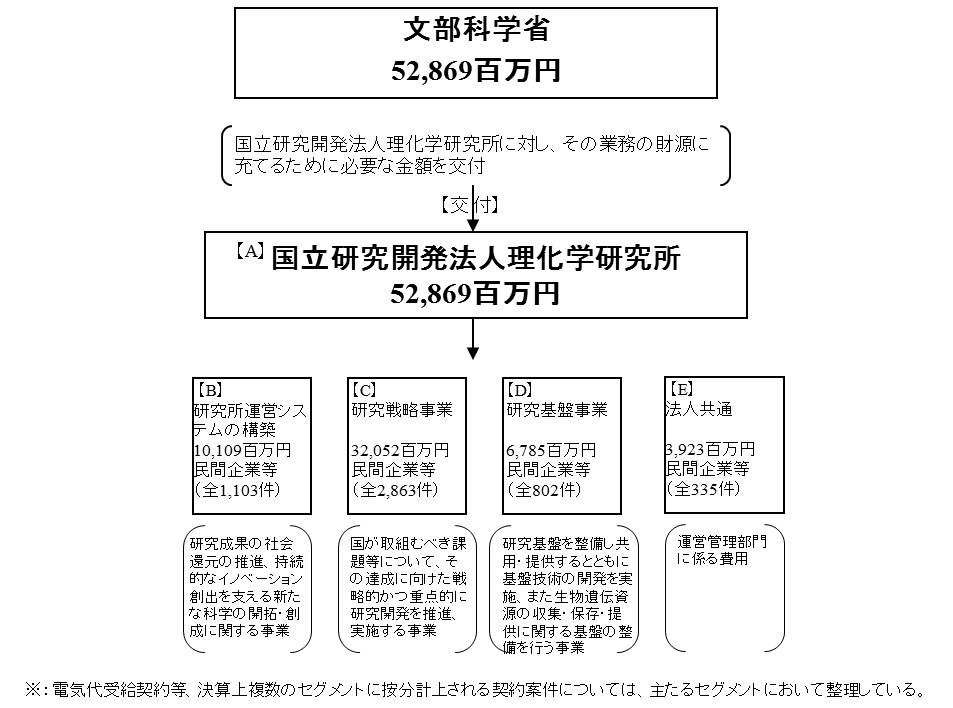 文部科学省
52,869百万円
国立研究開発法人理化学研究所に対し、その業務の財源に
充てるために必要な金額を交付
【交付】
【A】国立研究開発法人理化学研究所
52,869百万円
【B】
研究所運営シス
テムの構築
10,109百万円
民間企業等
（全1,103件）
【C】
研究戦略事業
32,052百万円
民間企業等
（全2,863件）
【D】
研究基盤事業
6,785百万円
民間企業等
（全802件）
【E】
法人共通
3,923百万円
民間企業等
（全335件）
研究成果の社会
還元の推進、持続
的なイノベーション
創出を支える新た
な科学の開拓・創
成に関する事業
国が取組むべき課
題等について、そ
の達成に向けた戦
略的かつ重点的に
研究開発を推進、
実施する事業
研究基盤を整備し共
用・提供するとともに
基盤技術の開発を実
施、また生物遺伝資
源の収集・保存・提
供に関する基盤の整
備を行う事業
運営管理部門
に係る費用
※：電気代受給契約等、決算上複数のセグメントに按分計上される契約案件については、主たるセグメントにおいて整理している。